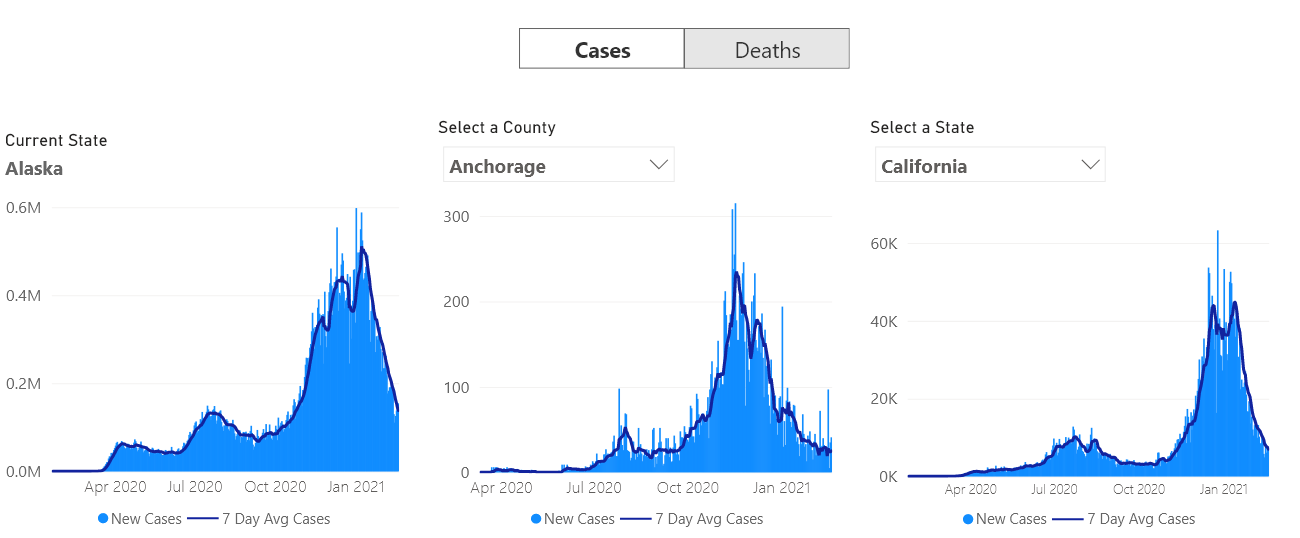 Cases Deaths
Current State
Alaska
0.6M
0.4M
0.2M
0.0M
Apr 2020 Jul 2020 Oct 2020 Jan 2021
New Cases 7 Day Avg Cases
Select a County
Anchorage
300
200
100
0
Apr 2020 Jul 2020 Oct 2020 Jan 2021
New Cases 7 Day Avg Cases
Select a State
California
60K
40K
20K
0K
Apr 2020 Jul 2020 Oct 2020 Jan 2021
New Cases 7 Day Avg Cases